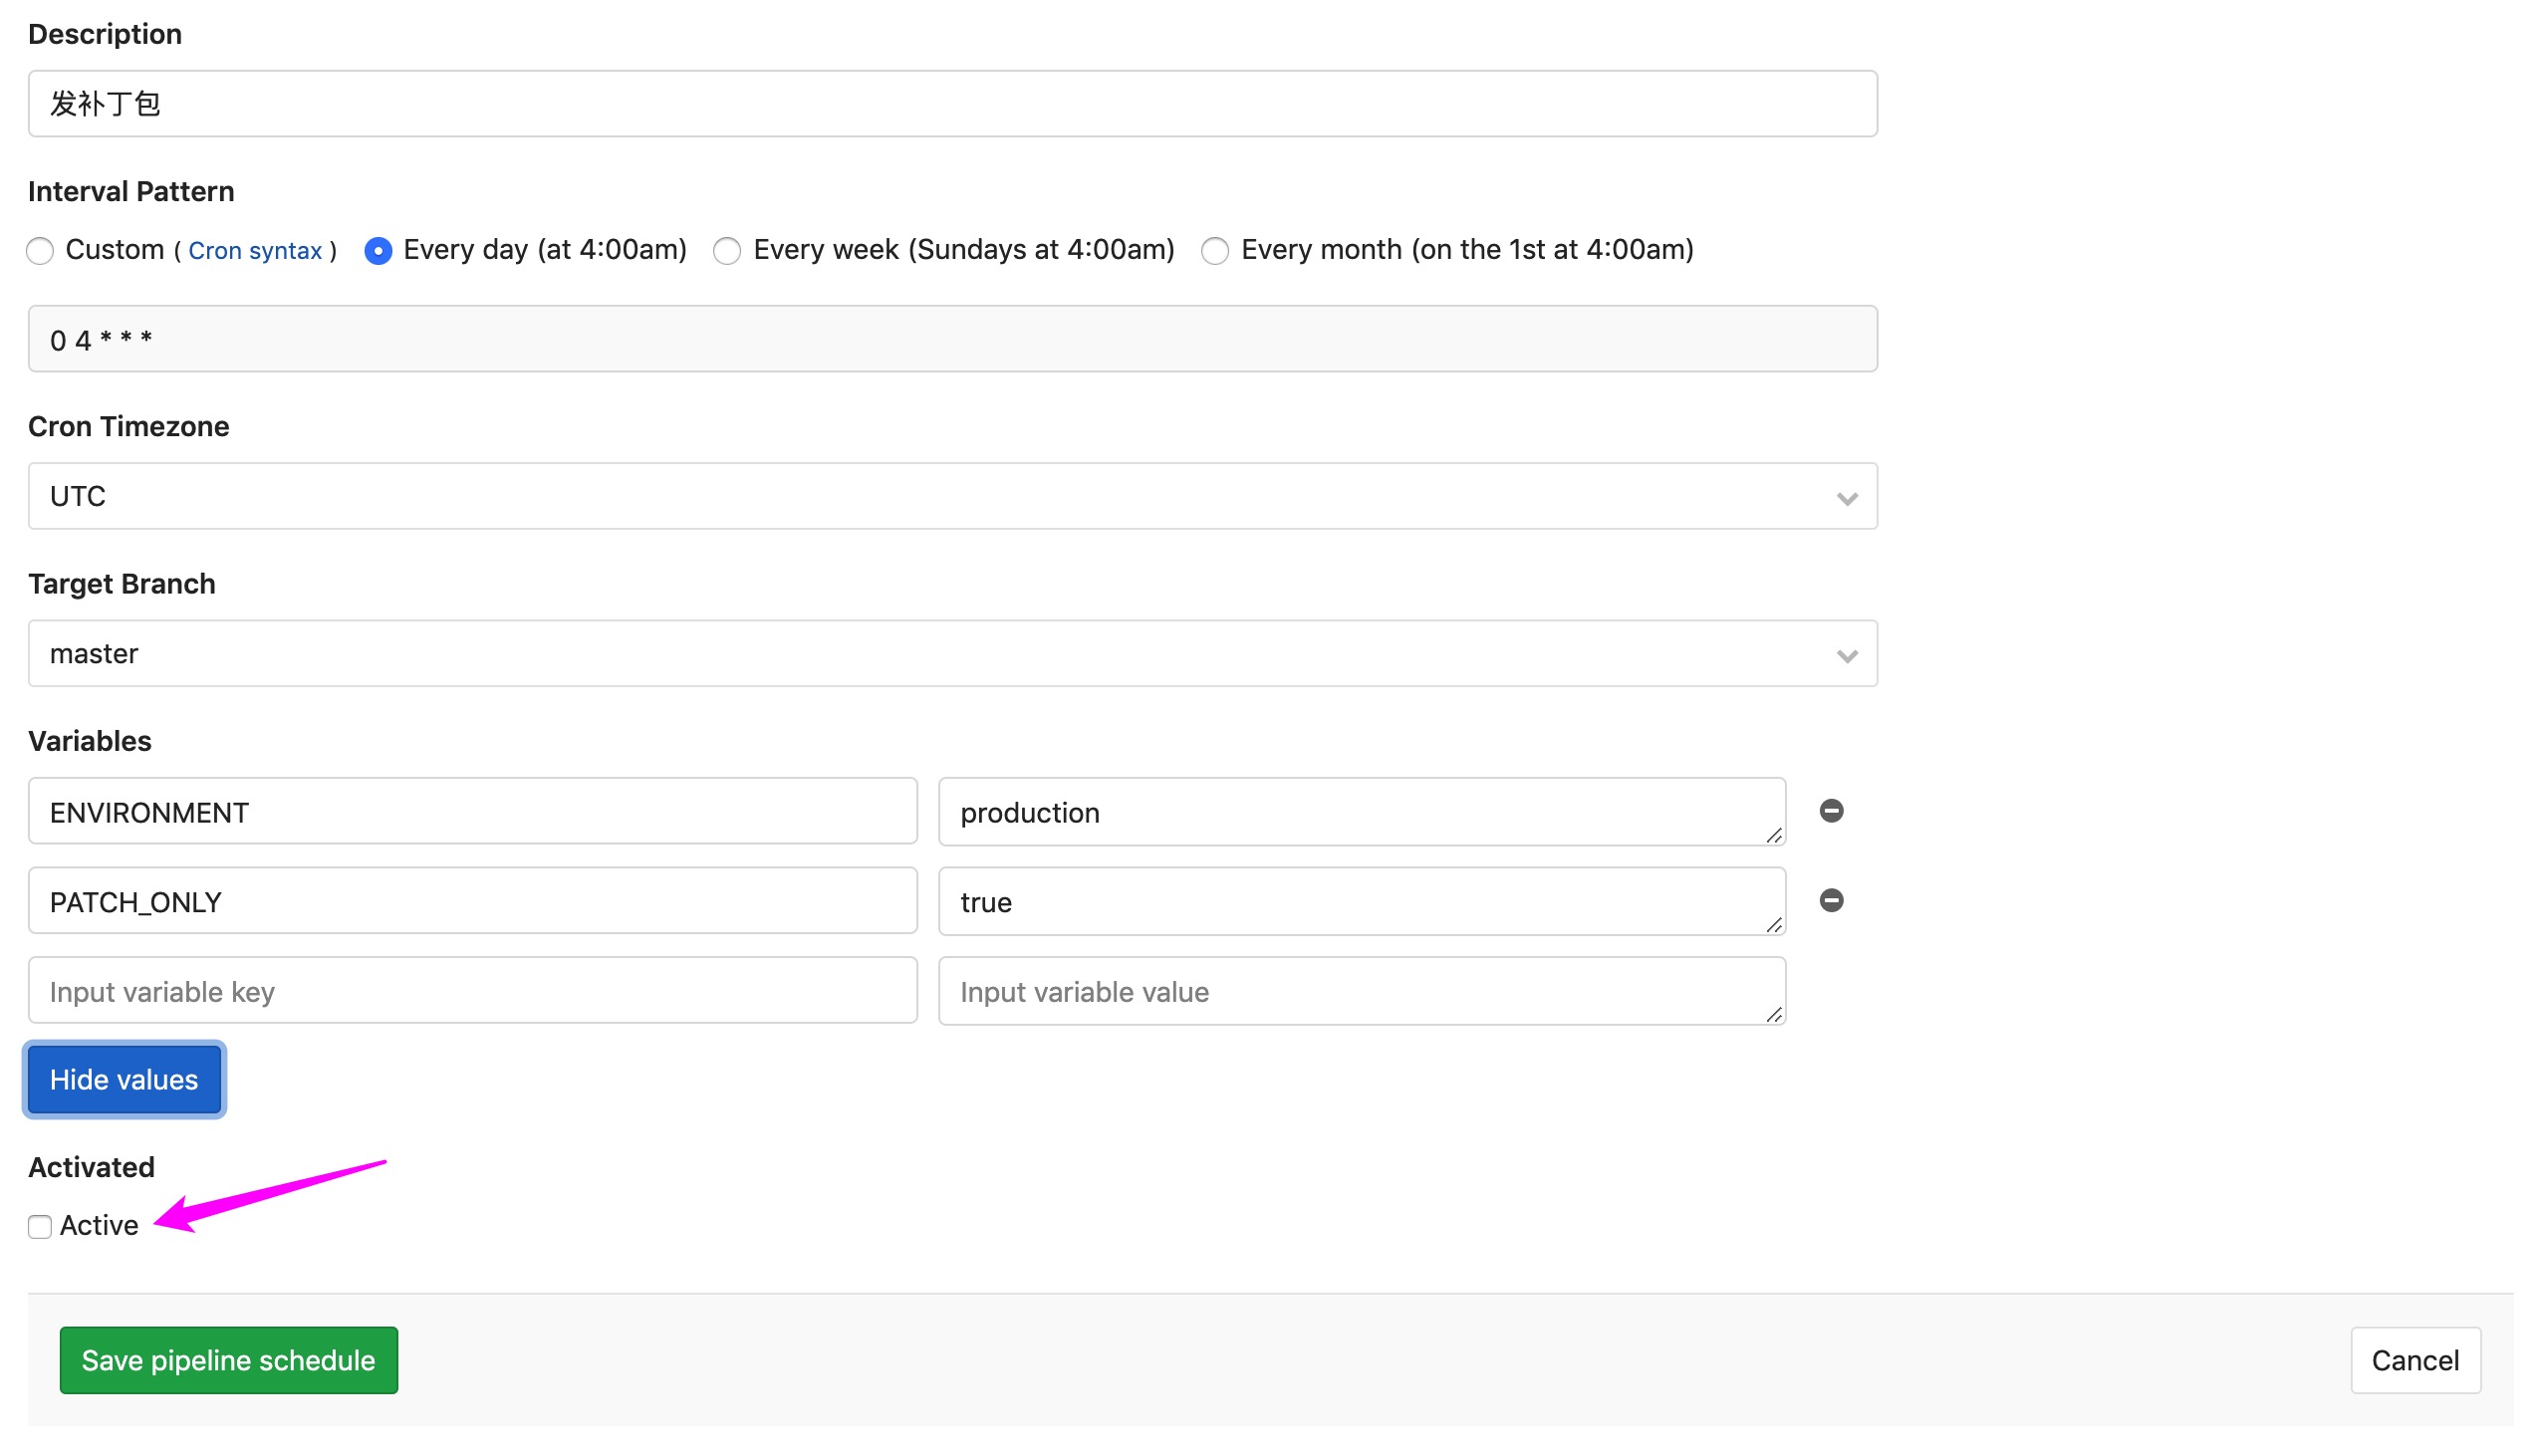 Description
发补丁包
Interval Pattern
Custom ( Cron syntax ) Every day (at 4:00am) Every week (Sundays at 4:00am) Every month (on the 1st at 4:00am)
0 4 * * *
Cron Timezone
UTC
Target Branch
master
Variables
ENVIRONMENT production
PATCH_ONLY true
Input variable key Input variable value
Hide values
Activated
Active
Save pipeline schedule Cancel